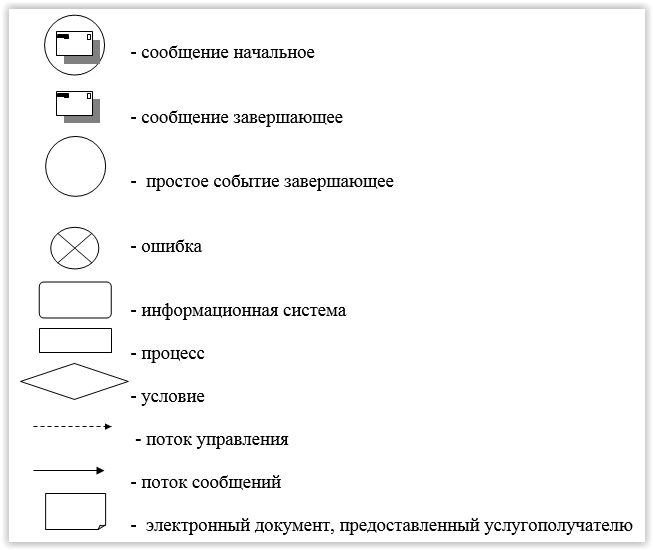 - сообщение начальное
- сообщение завершающее
- простое событие завершающее
- ошибка
- информационная система
- процесс
- условие
- поток управления
- поток сообщений
- электронный документ, предоставленный услугополучателю